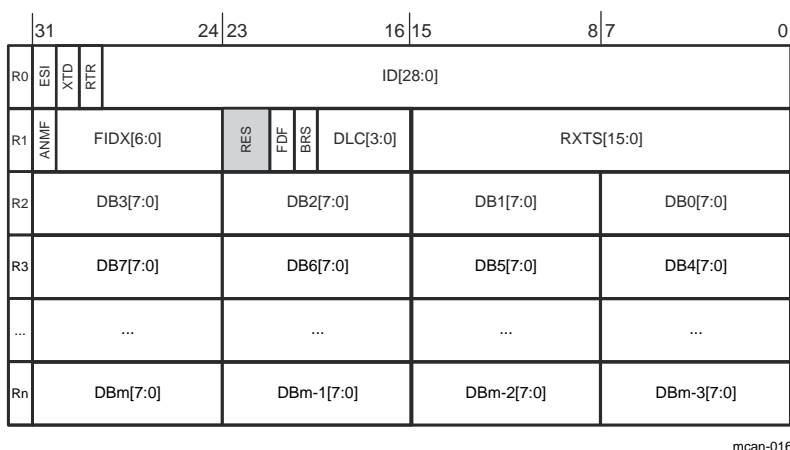 31 24 23 16 15 8 7 0
R0 ESI XTD RTR ID[28:0]
R1 ANMF FIDX[6:0] RES FDF BRS DLC[3:0] RXTS[15:0]
R2 DB3[7:0] DB2[7:0] DB1[7:0] DB0[7:0]
R3 DB7[7:0] DB6[7:0] DB5[7:0] DB4[7:0]
... ... ... ... ...
Rn DBm[7:0] DBm-1[7:0] DBm-2[7:0] DBm-3[7:0]
mcan-016